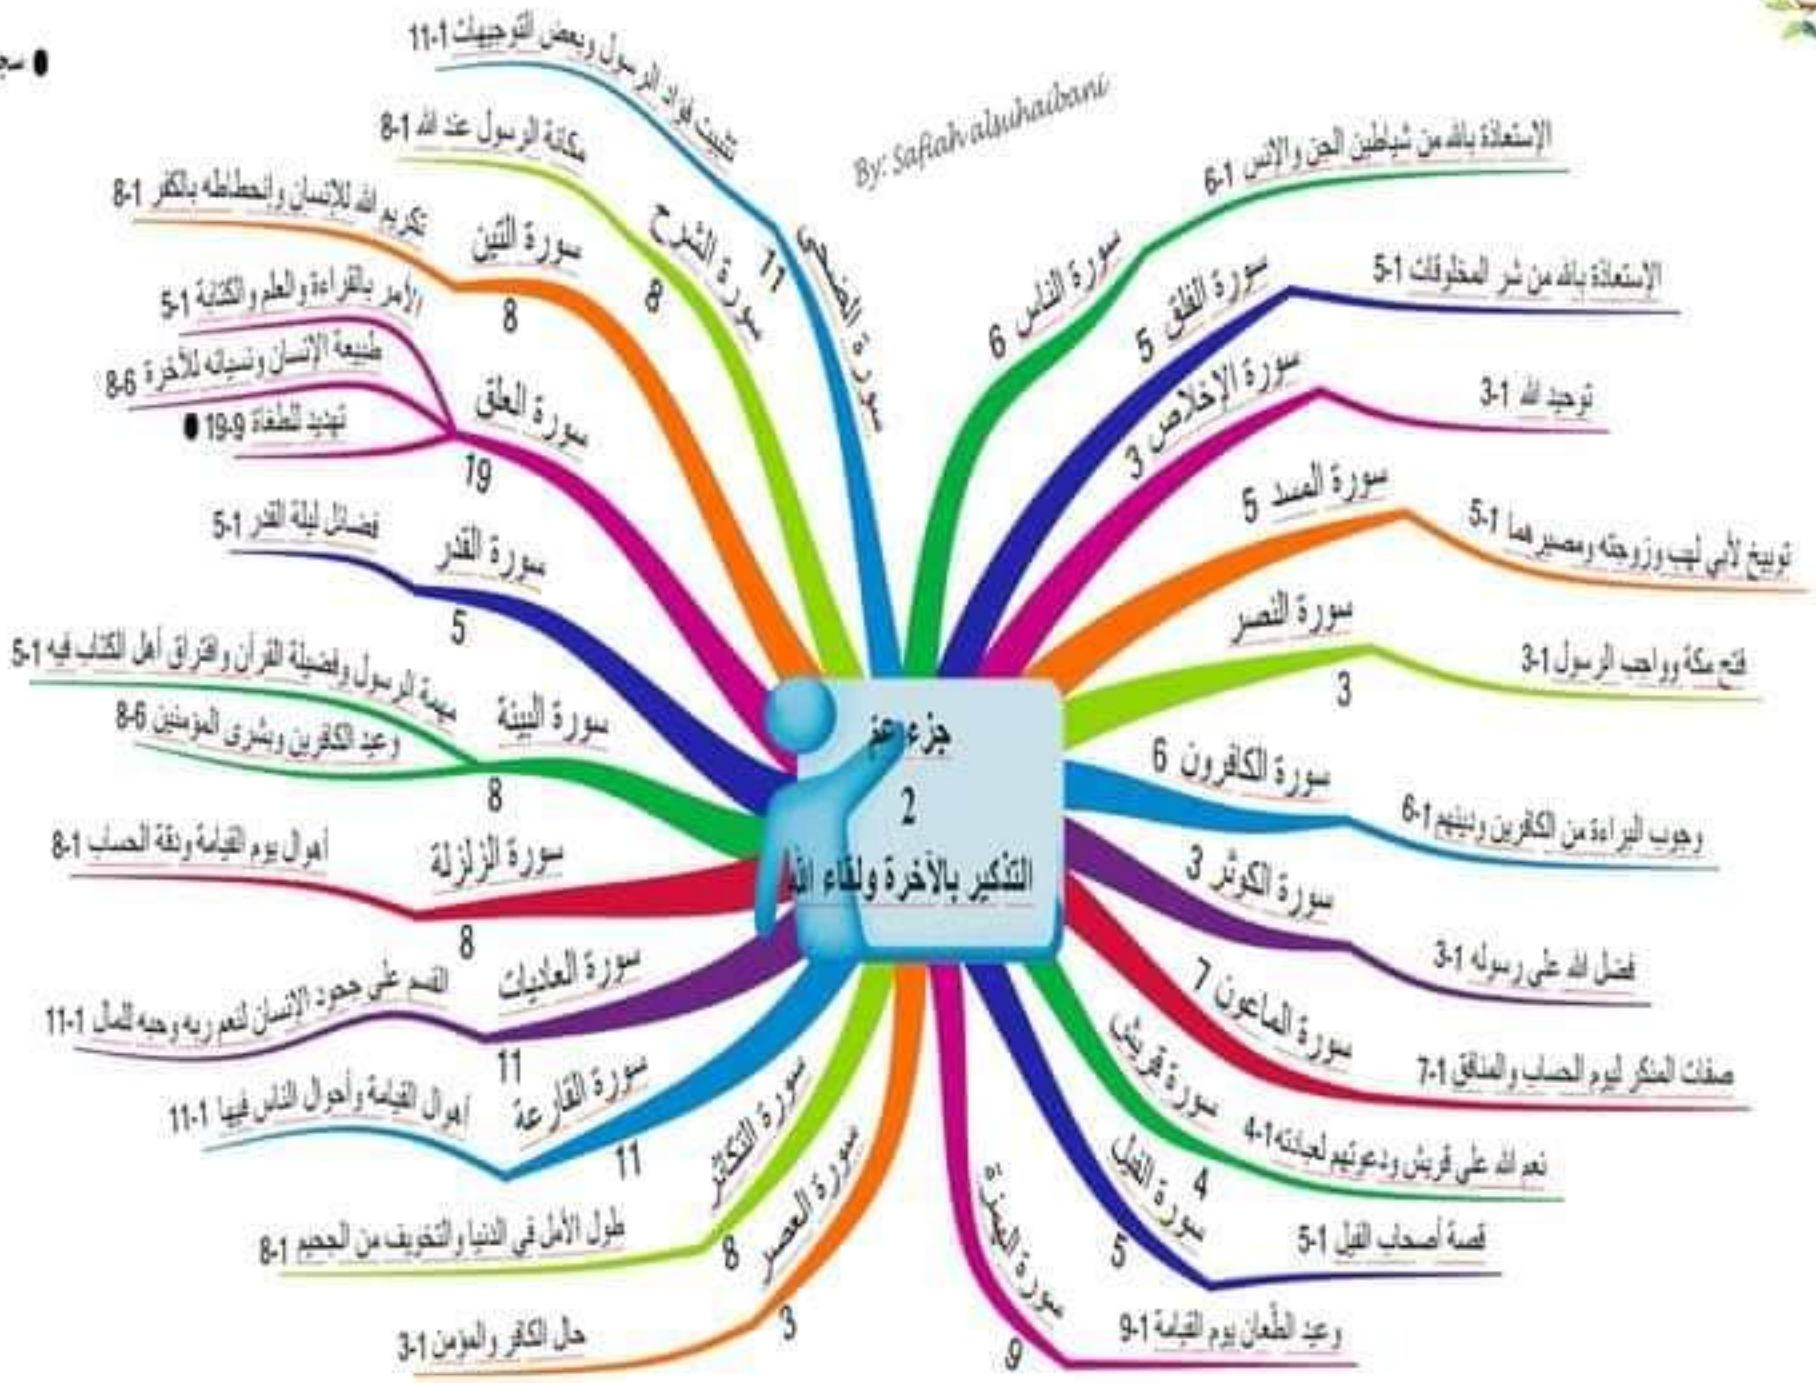 By: Safiah alsuhaibani
● سج
جزء عم
2
التذكير بالآخرة ولقاء الله
سورة الضحى
11
تثبيت فؤاد الرسول وبعض التوجيهات 1-11
سورة الشرح
8
مكانة الرسول عند الله 1-8
سورة التين
8
تكريم الله للإنسان وإنحطاطه بالكفر 1-8
سورة العلق
19
الأمر بالقراءة والعلم والكتابة 1-5
طبيعة الإنسان ونسيانه للآخرة 6-8
تهديد للطغاة 9-19 ●
سورة القدر
5
فضائل ليلة القدر 1-5
سورة البينة
8
مهمة الرسول وفضيلة القرآن وافتراق أهل الكتاب فيه 1-5
وعيد الكافرين وبشرى المؤمنين 6-8
سورة الزلزلة
8
أهوال يوم القيامة ودقة الحساب 1-8
سورة العاديات
11
القسم على جحود الإنسان لنعم ربه وحبه للمال 1-11
سورة القارعة
11
أهوال القيامة وأحوال الناس فيها 1-11
سورة التكاثر
8
طول الأمل في الدنيا والتخويف من الجحيم 1-8
سورة العصر
3
حال الكافر والمؤمن 1-3
سورة الهمزة
9
وعيد الطعان يوم القيامة 1-9
سورة الفيل
5
قصة أصحاب الفيل 1-5
سورة قريش
4
نعم الله على قريش ودعوتهم لعبادته 1-4
سورة الماعون 7
صفات المنكر ليوم الحساب والمنافق 1-7
سورة الكوثر 3
فضل الله على رسوله 1-3
سورة الكافرون 6
وجوب البراءة من الكافرين ودينهم 1-6
سورة النصر
3
فتح مكة وواجب الرسول 1-3
سورة المسد 5
توبيخ لأبي لهب وزوجته ومصيرهما 1-5
سورة الإخلاص 3
توحيد الله 1-3
سورة الفلق 5
الإستعاذة بالله من شر المخلوقات 1-5
سورة الناس 6
الإستعاذة بالله من شياطين الجن والإنس 1-6